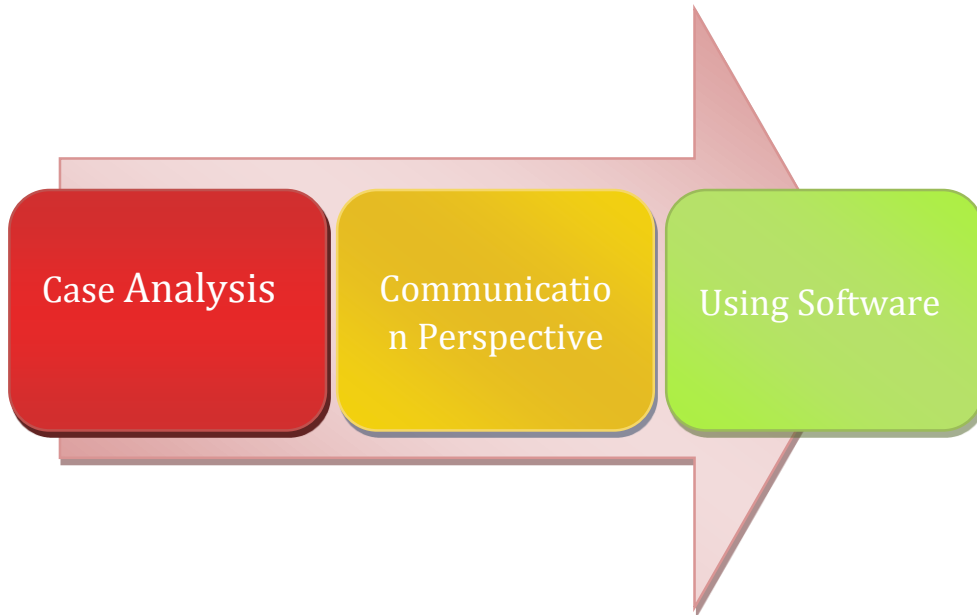 Case Analysis
Communicatio
n Perspective
Using Software